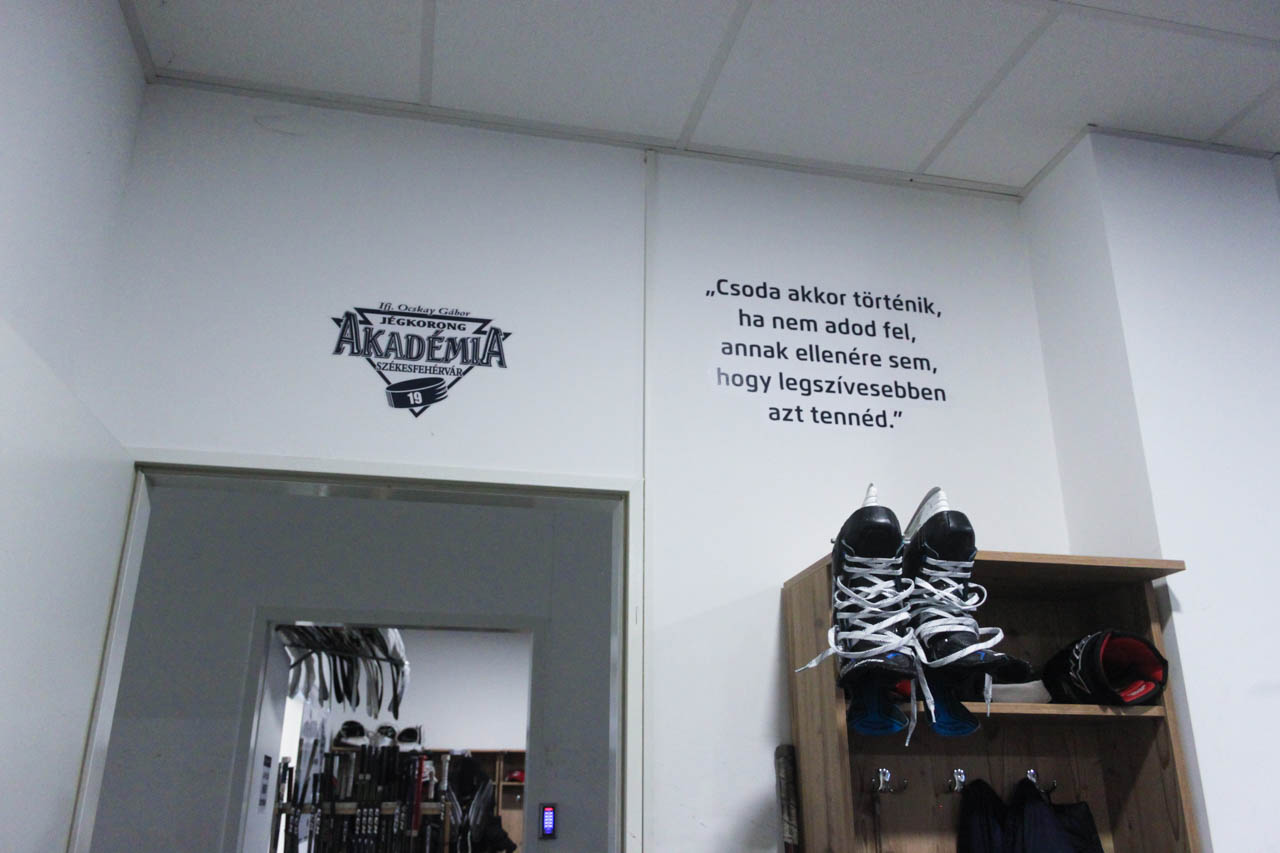 Ifj. Ocskay Gábor
JÉGKORONG
AKADÉMIA
SZÉKESFEHÉRVÁR
19
„Csoda akkor történik,
ha nem adod fel,
annak ellenére sem,
hogy legszívesebben
azt tennéd.”